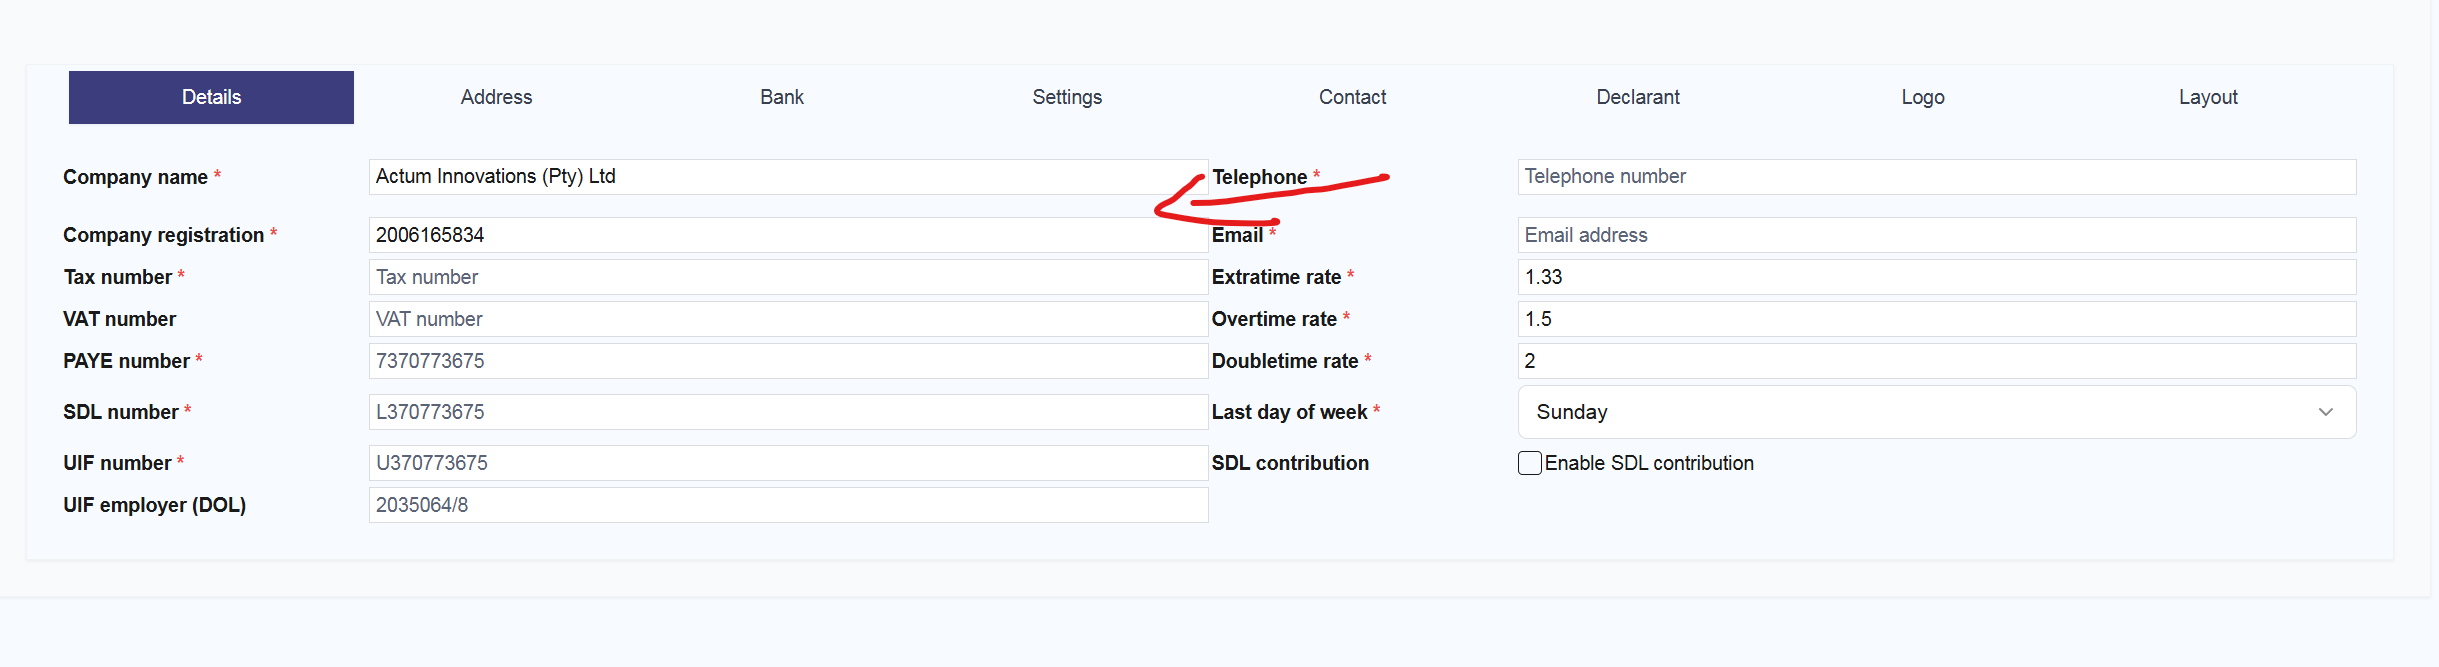 Details Address Bank Settings Contact Declarant Logo Layout
Company name * Actum Innovations (Pty) Ltd Telephone * Telephone number
Company registration * 2006165834 Email * Email address
Tax number * Tax number Extratime rate * 1.33
VAT number VAT number Overtime rate * 1.5
PAYE number * 7370773675 Doubletime rate * 2
SDL number * L370773675 Last day of week * Sunday
UIF number * U370773675 SDL contribution Enable SDL contribution
UIF employer (DOL) 2035064/8